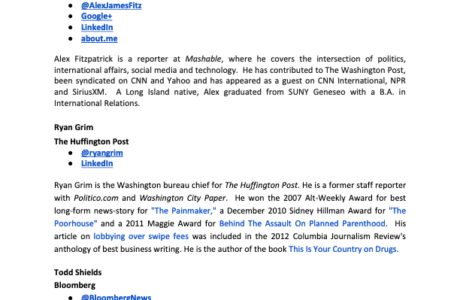 @AlexJamesFitz
Google+
LinkedIn
about.me
Alex Fitzpatrick is a reporter at Mashable, where he covers the intersection of politics,
international affairs, social media and technology. He has contributed to The Washington Post,
been syndicated on CNN and Yahoo and has appeared as a guest on CNN International, NPR
and SiriusXM. A Long Island native, Alex graduated from SUNY Geneseo with a B.A. in
International Relations.
Ryan Grim
The Huffington Post
@ryangrim
LinkedIn
Ryan Grim is the Washington bureau chief for The Huffington Post. He is a former staff reporter
with Politico.com and Washington City Paper. He won the 2007 Alt-Weekly Award for best
long-form news-story for "The Painmaker," a December 2010 Sidney Hillman Award for "The
Poorhouse" and a 2011 Maggie Award for Behind The Assault On Planned Parenthood. His
article on lobbying over swipe fees was included in the 2012 Columbia Journalism Review's
anthology of best business writing. He is the author of the book This Is Your Country on Drugs.
Todd Shields
Bloomberg
@BloombergNews